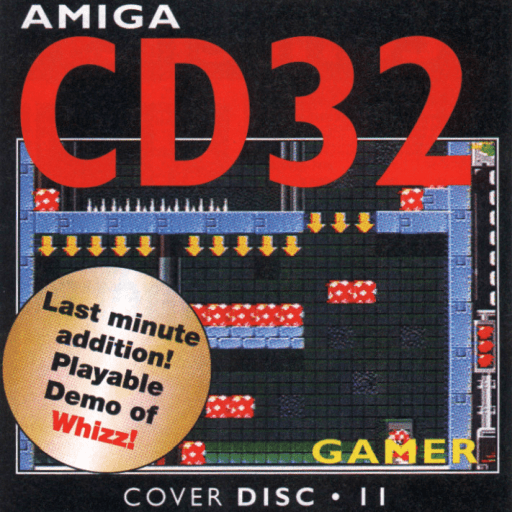 AMIGA
CD32
Last minute
addition!
Playable
Demo of
Whizz!
GAMER
COVER DISC • 11